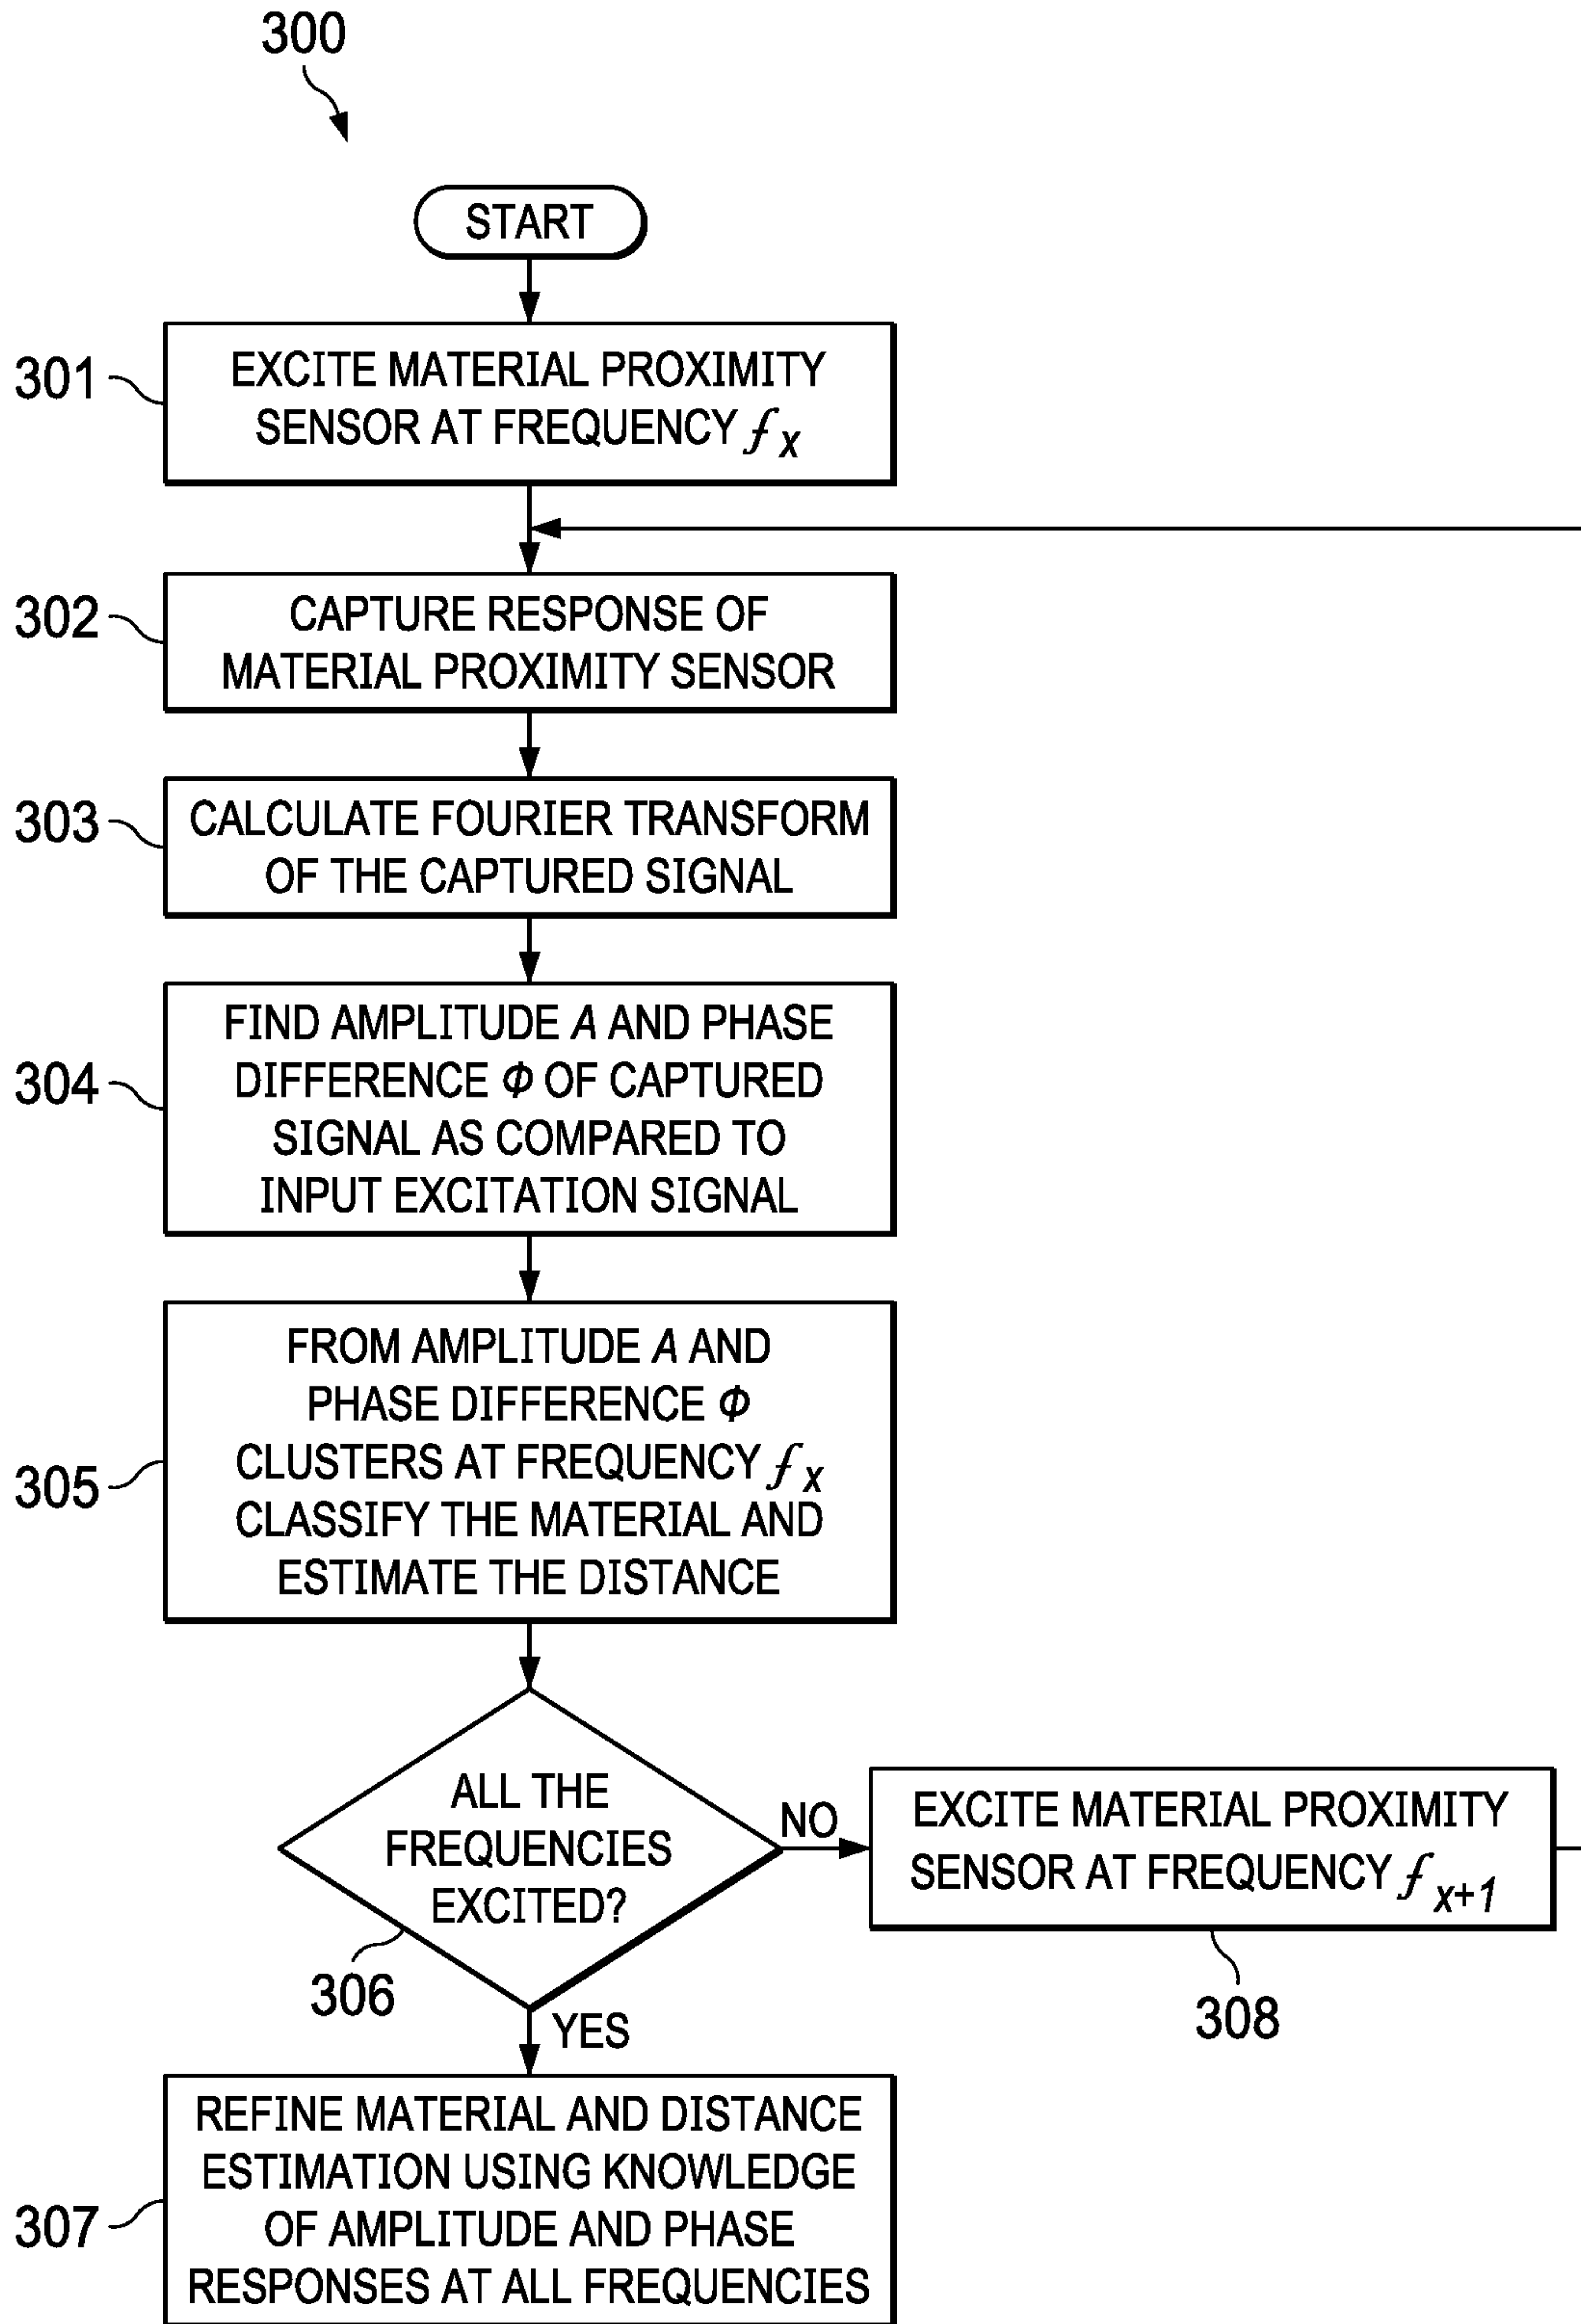 300
START
301
EXCITE MATERIAL PROXIMITY
SENSOR AT FREQUENCY f x
302
CAPTURE RESPONSE OF
MATERIAL PROXIMITY SENSOR
303
CALCULATE FOURIER TRANSFORM
OF THE CAPTURED SIGNAL
304
FIND AMPLITUDE A AND PHASE
DIFFERENCE Φ OF CAPTURED
SIGNAL AS COMPARED TO
INPUT EXCITATION SIGNAL
305
FROM AMPLITUDE A AND
PHASE DIFFERENCE Φ
CLUSTERS AT FREQUENCY f x
CLASSIFY THE MATERIAL AND
ESTIMATE THE DISTANCE
306
ALL THE
FREQUENCIES
EXCITED?
NO
EXCITE MATERIAL PROXIMITY
SENSOR AT FREQUENCY f x+1
308
YES
307
REFINE MATERIAL AND DISTANCE
ESTIMATION USING KNOWLEDGE
OF AMPLITUDE AND PHASE
RESPONSES AT ALL FREQUENCIES